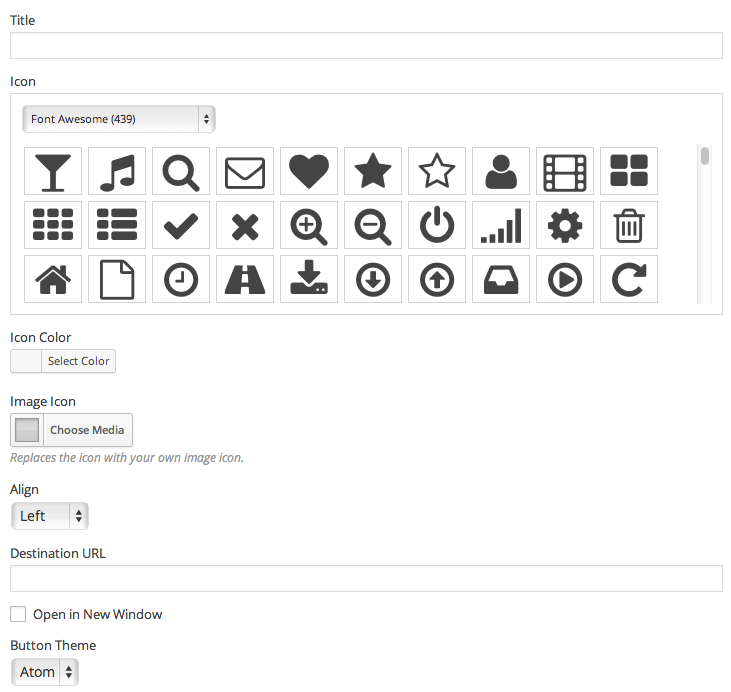 Title
Icon
Font Awesome (439)
Icon Color
Select Color
Image Icon
Choose Media
Replaces the icon with your own image icon.
Align
Left
Destination URL
Open in New Window
Button Theme
Atom